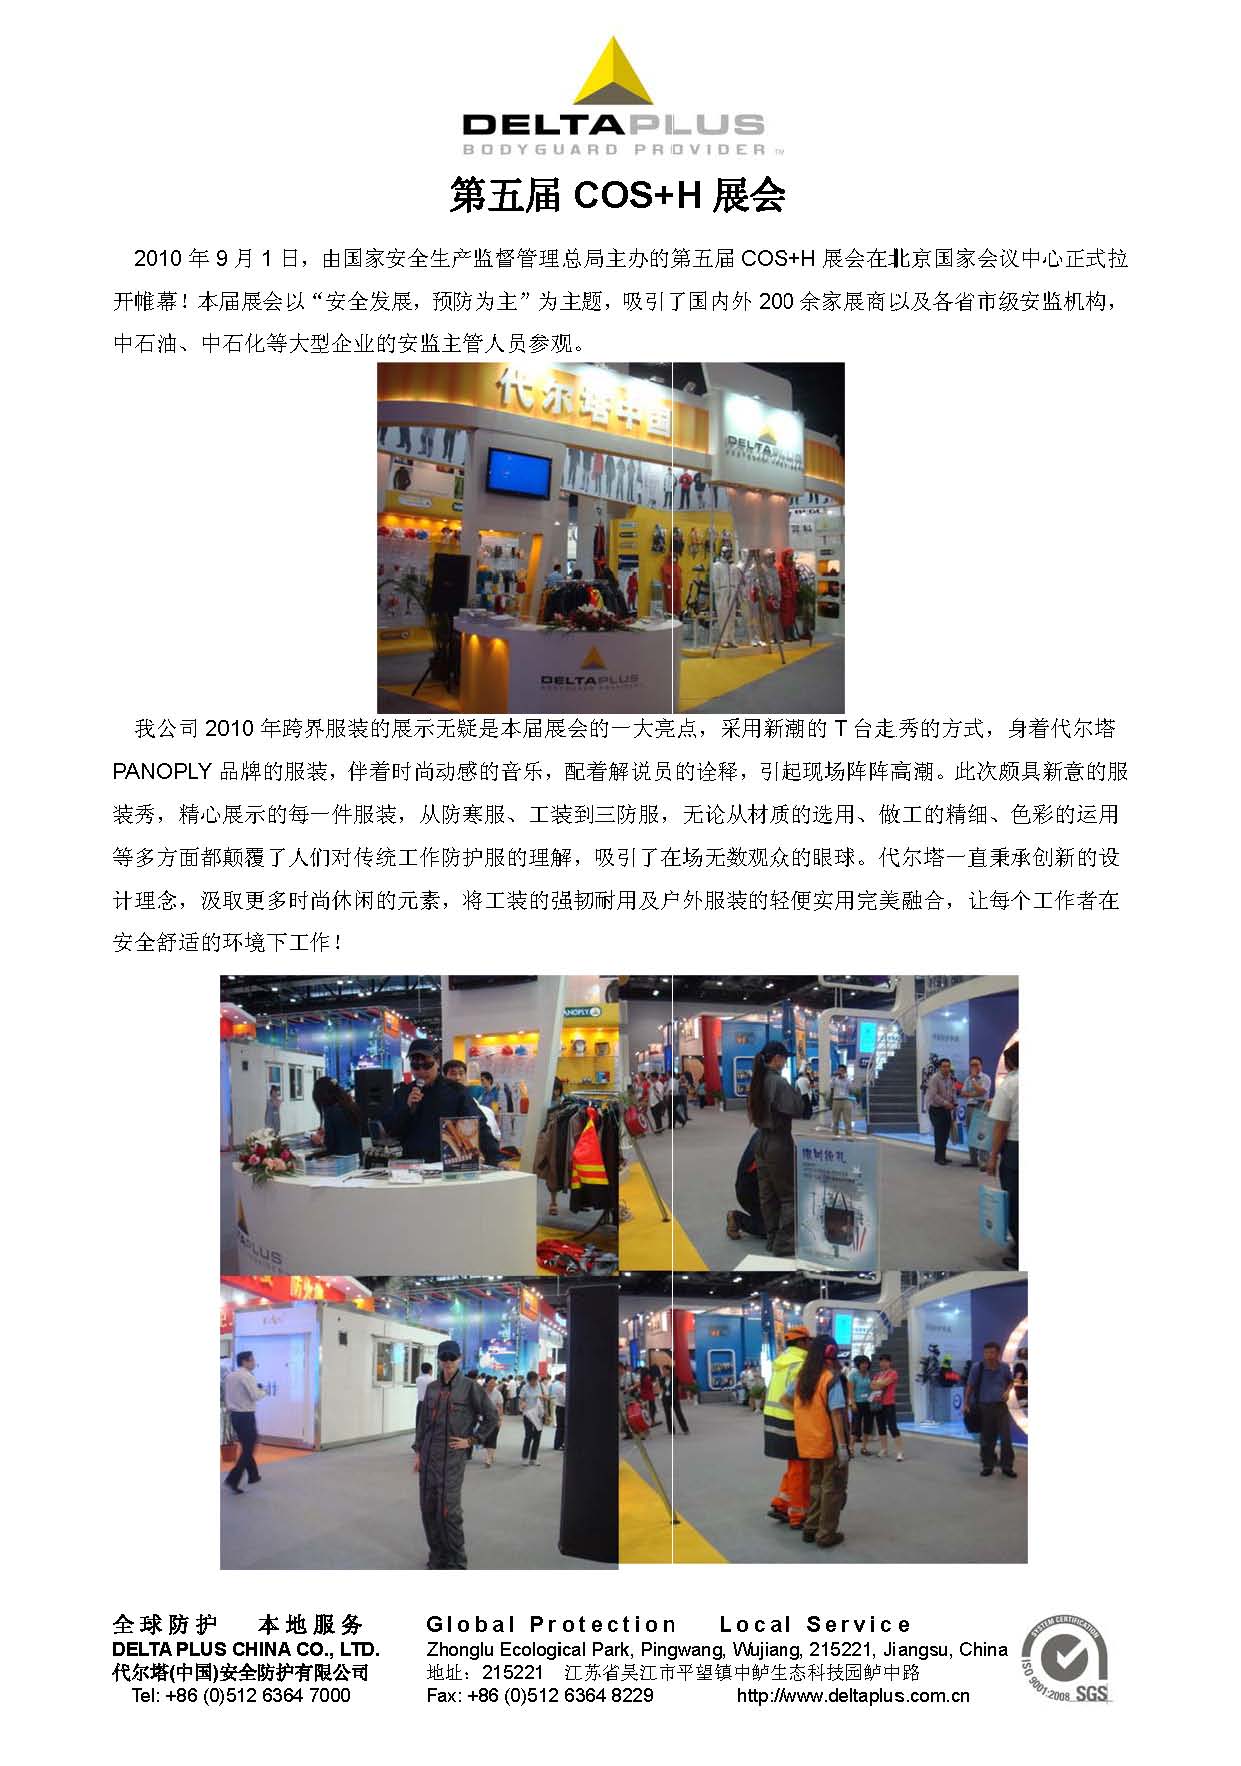 DELTAPLUS
BODYGUARD PROVIDER™
第五届 COS+H 展会
2010 年 9 月 1 日，由国家安全生产监督管理总局主办的第五届 COS+H 展会在北京国家会议中心正式拉
开帷幕！本届展会以“安全发展，预防为主”为主题，吸引了国内外 200 余家展商以及各省市级安监机构，
中石油、中石化等大型企业的安监主管人员参观。
代尔塔中国
DELTAPLUS
BODYGUARD PROVIDER
DELTAPLUS
BODYGUARD PROVIDER
我公司 2010 年跨界服装的展示无疑是本届展会的一大亮点，采用新潮的 T 台走秀的方式，身着代尔塔
PANOPLY 品牌的服装，伴着时尚动感的音乐，配着解说员的诠释，引起现场阵阵高潮。此次颇具新意的服
装秀，精心展示的每一件服装，从防寒服、工装到三防服，无论从材质的选用、做工的精细、色彩的运用
等多方面都颠覆了人们对传统工作防护服的理解，吸引了在场无数观众的眼球。代尔塔一直秉承创新的设
计理念，汲取更多时尚休闲的元素，将工装的强韧耐用及户外服装的轻便实用完美融合，让每个工作者在
安全舒适的环境下工作！
ANOPLY
LTAPLUS
全球防护 本地服务 Global Protection Local Service
DELTA PLUS CHINA CO., LTD. Zhonglu Ecological Park, Pingwang, Wujiang, 215221, Jiangsu, China
代尔塔(中国)安全防护有限公司 地址：215221 江苏省吴江市平望镇中鲈生态科技园鲈中路
Tel: +86 (0)512 6364 7000 Fax: +86 (0)512 6364 8229 http://www.deltaplus.com.cn
SYSTEM CERTIFICATION
ISO 9001:2008 SGS